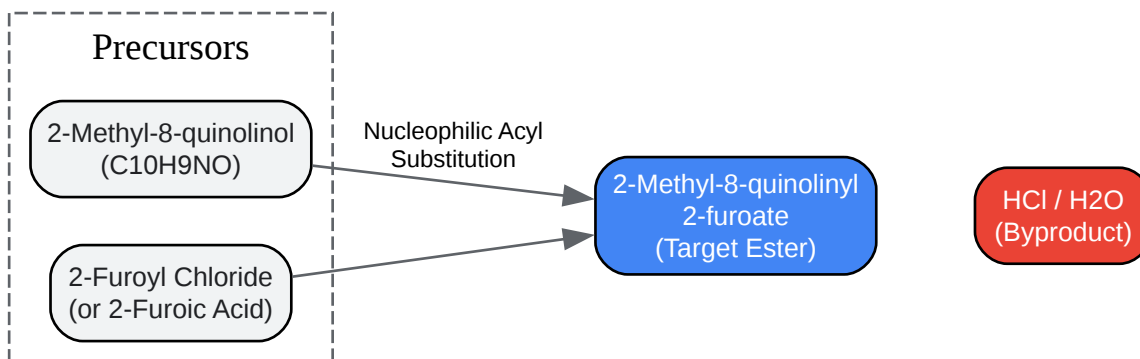 Precursors
2-Methyl-8-quinolinol
(C10H9NO)
2-Furoyl Chloride
(or 2-Furoic Acid)
Nucleophilic Acyl
Substitution
2-Methyl-8-quinolinyl
2-furoate
(Target Ester)
HCl / H2O
(Byproduct)